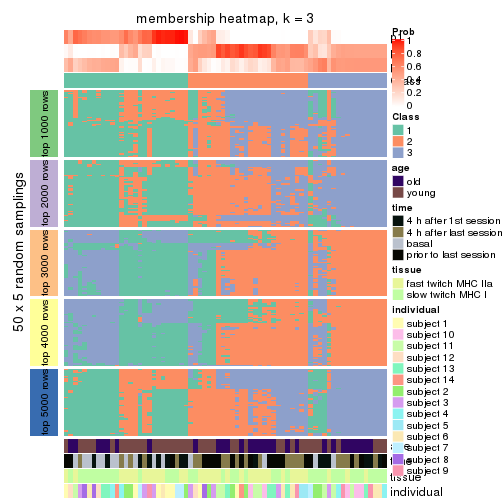 membership heatmap, k = 3
50 x 5 random samplings
top 1000 rows
top 2000 rows
top 3000 rows
top 4000 rows
top 5000 rows
Prob
1
0.8
0.6
0.4
0.2
0
Class
1
2
3
age
old
young
time
4 h after 1st session
4 h after last session
basal
prior to last session
tissue
fast twitch MHC IIa
slow twitch MHC I
individual
subject 1
subject 10
subject 11
subject 12
subject 13
subject 14
subject 2
subject 3
subject 4
subject 5
subject 6
subject 7
subject 8
subject 9
tissue
individual